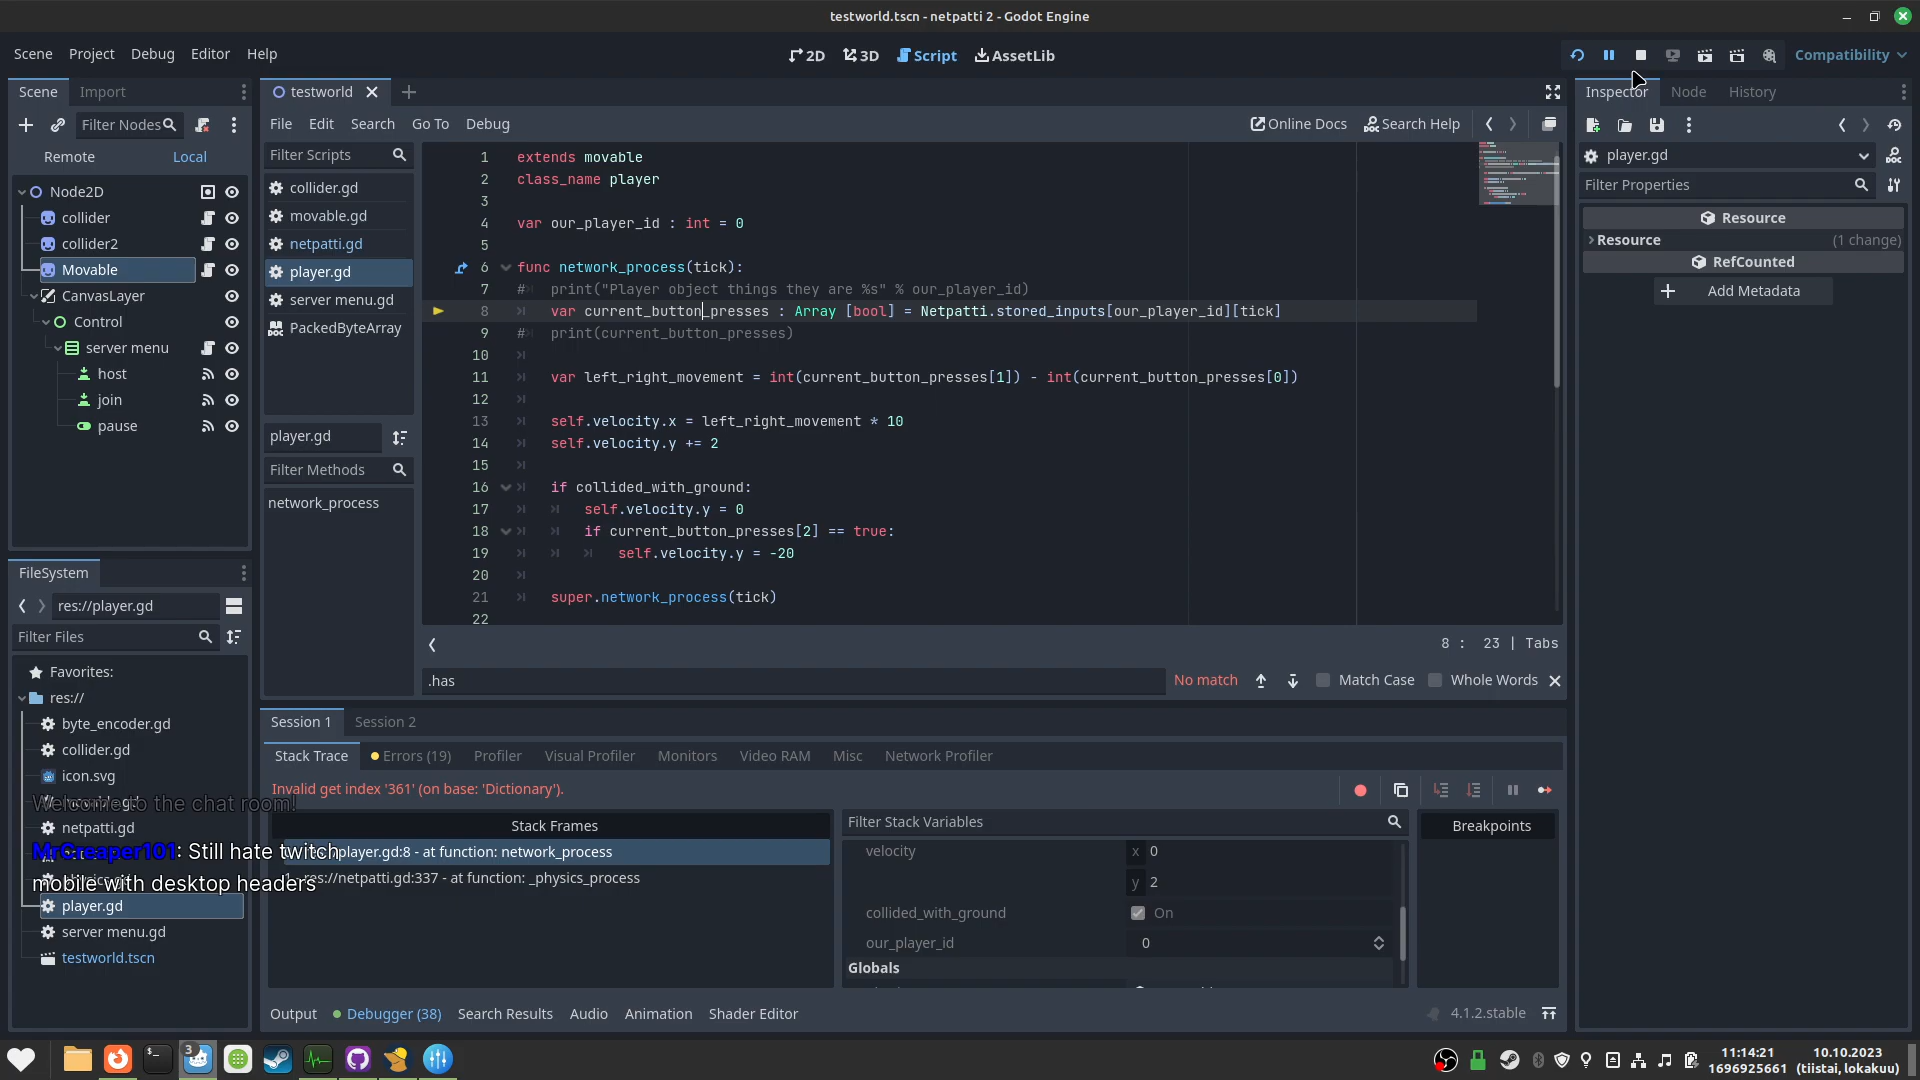 testworld.tscn - netpatti 2 - Godot Engine
Scene Project Debug Editor Help
2D 3D Script AssetLib
Compatibility
Scene Import
testworld
Inspector Node History
Filter Nodes
File Edit Search Go To Debug
Online Docs Search Help
Remote Local
Filter Scripts
player.gd
Filter Properties
Resource
Resource (1 change)
RefCounted
Add Metadata
Node2D
collider
collider2
Movable
CanvasLayer
Control
server menu
host
join
pause
collider.gd
movable.gd
netpatti.gd
player.gd
server menu.gd
PackedByteArray
player.gd
Filter Methods
network_process
1 extends movable
2 class_name player
3
4 var our_player_id : int = 0
5
6 func network_process(tick):
7 # print("Player object things they are %s" % our_player_id)
8 var current_button_presses : Array [bool] = Netpatti.stored_inputs[our_player_id][tick]
9 # print(current_button_presses)
10
11 var left_right_movement = int(current_button_presses[1]) - int(current_button_presses[0])
12
13 self.velocity.x = left_right_movement * 10
14 self.velocity.y += 2
15
16 if collided_with_ground:
17 self.velocity.y = 0
18 if current_button_presses[2] == true:
19 self.velocity.y = -20
20
21 super.network_process(tick)
22
8 : 23 | Tabs
.has
No match Match Case Whole Words
FileSystem
res://player.gd
Filter Files
Favorites:
res://
byte_encoder.gd
collider.gd
icon.svg
Welcome to the chat room!
netpatti.gd
MrCreaper101: Still hate twitch
mobile with desktop headers
player.gd
server menu.gd
testworld.tscn
Session 1 Session 2
Stack Trace Errors (19) Profiler Visual Profiler Monitors Video RAM Misc Network Profiler
Invalid get index '361' (on base: 'Dictionary').
Stack Frames
player.gd:8 - at function: network_process
res://netpatti.gd:337 - at function: _physics_process
Filter Stack Variables
velocity x 0
y 2
collided_with_ground On
our_player_id 0
Globals
Breakpoints
Output Debugger (38) Search Results Audio Animation Shader Editor
4.1.2.stable
3
11:14:21 10.10.2023
1696925661 (tiistai, lokakuu)